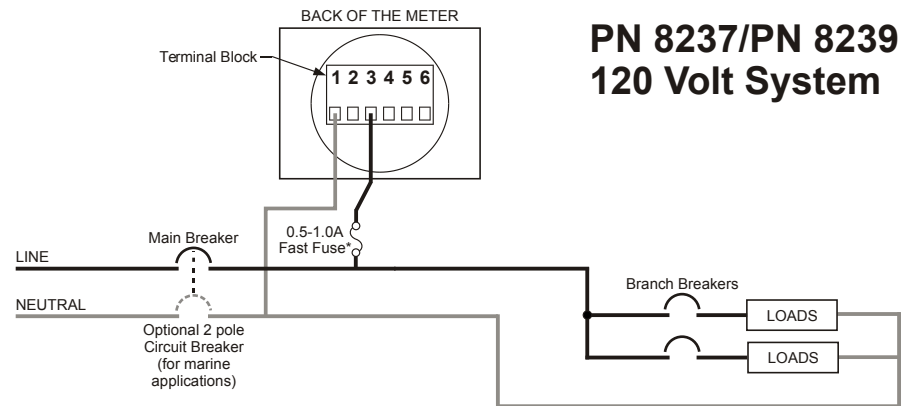 BACK OF THE METER
PN 8237/PN 8239
120 Volt System
Terminal Block
1 2 3 4 5 6
0.5-1.0A
Fast Fuse*
Main Breaker
LINE
Branch Breakers
NEUTRAL
LOADS
Optional 2 pole
Circuit Breaker
(for marine
applications)
LOADS